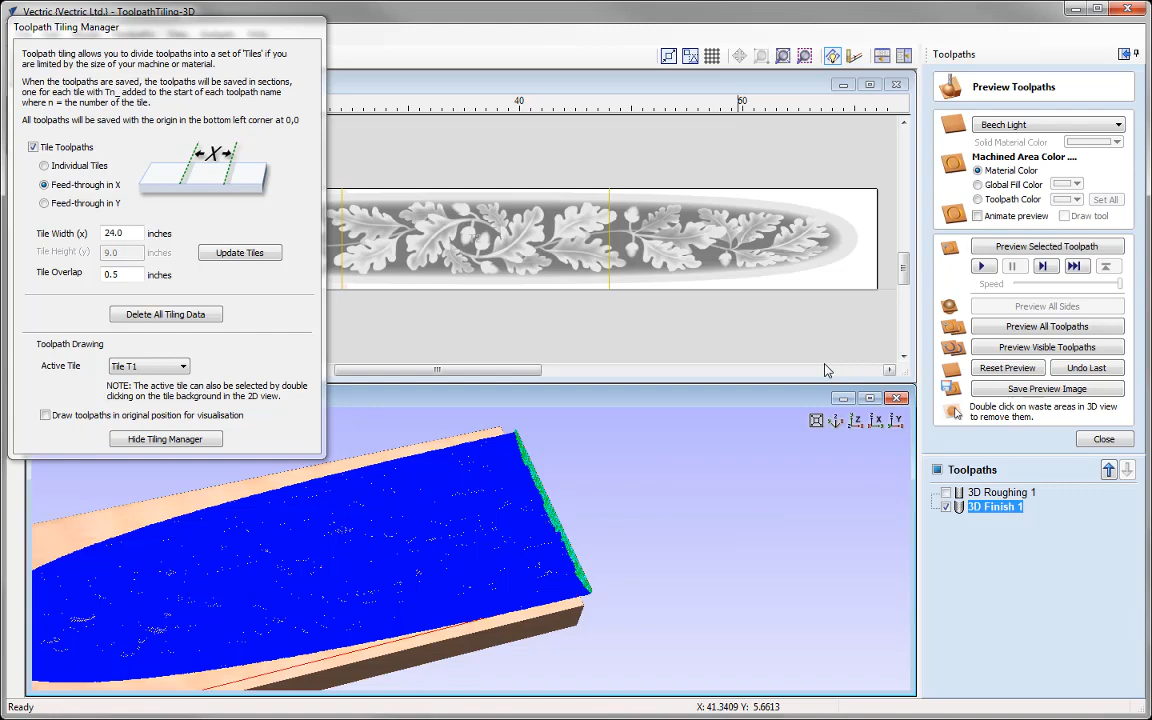 Vectric {Vectric Ltd.} - ToolpathTiling-3D
Toolpath Tiling Manager
Toolpath tiling allows you to divide toolpaths into a set of 'Tiles' if you
are limited by the size of your machine or material.
When the toolpaths are saved, the toolpaths will be saved in sections,
one for each tile with Tn_ added to the start of each toolpath name
where n = the number of the tile.
All toolpaths will be saved with the origin in the bottom left corner at 0,0
Tile Toolpaths
X
Individual Tiles
Feed-through in X
Feed-through in Y
Tile Width (x) 24.0 inches
Tile Height (y) 9.0 inches
Update Tiles
Tile Overlap 0.5 inches
Delete All Tiling Data
Toolpath Drawing
Active Tile Tile T1
NOTE: The active tile can also be selected by double
clicking on the tile background in the 2D view.
Draw toolpaths in original position for visualisation
Hide Tiling Manager
40 50
Z X Y
Toolpaths
Preview Toolpaths
Beech Light
Solid Material Color
Machined Area Color ....
Material Color
Global Fill Color
Toolpath Color Set All
Animate preview Draw tool
Preview Selected Toolpath
Speed
Preview All Sides
Preview All Toolpaths
Preview Visible Toolpaths
Reset Preview Undo Last
Save Preview Image
Double click on waste areas in 3D view
to remove them.
Close
Toolpaths
3D Roughing 1
3D Finish 1
Ready
X: 41.3409 Y: 5.6613